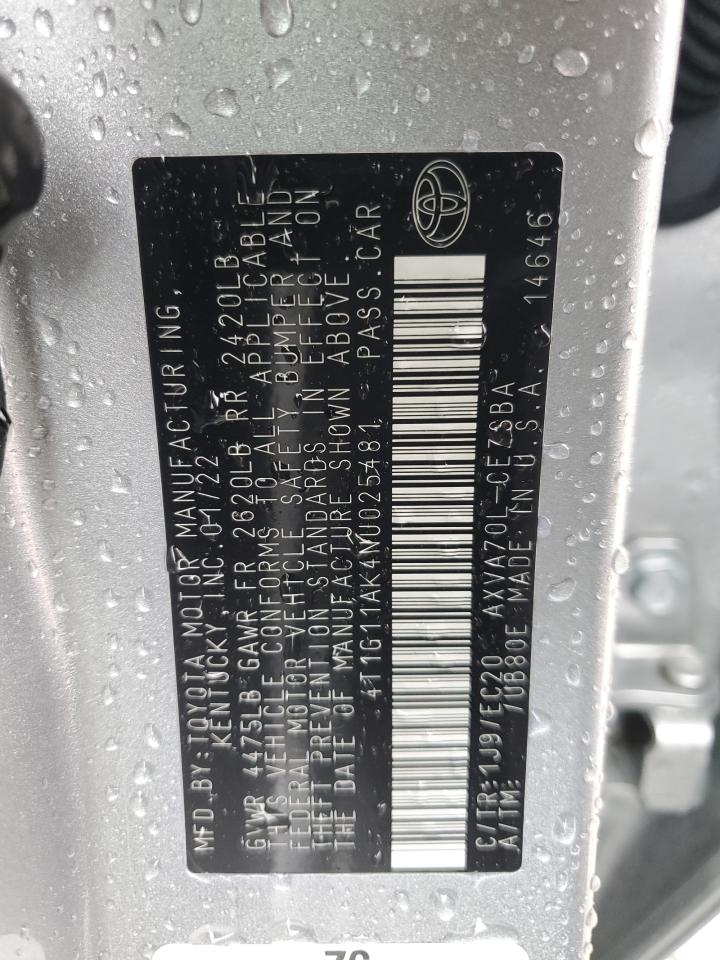 MFD.BY:TOYOTA MOTOR MANUFACTURING,
KENTUCKY,INC.01/22
GVWR 4475LB GAWR FR 2620LB RR 2420LB
THIS VEHICLE CONFORMS TO ALL APPLICABLE
FEDERAL MOTOR VEHICLE SAFETY,BUMPER AND
THEFT PREVENTION STANDARDS IN EFFECT ON
THE DATE OF MANUFACTURE SHOWN ABOVE.
4T1G11AK4NU025481 PASS.CAR
C/TR:1J9/EC20 AXVA70L-CEZSBA
A/TM: /UB80E MADE IN U.S.A. 14646